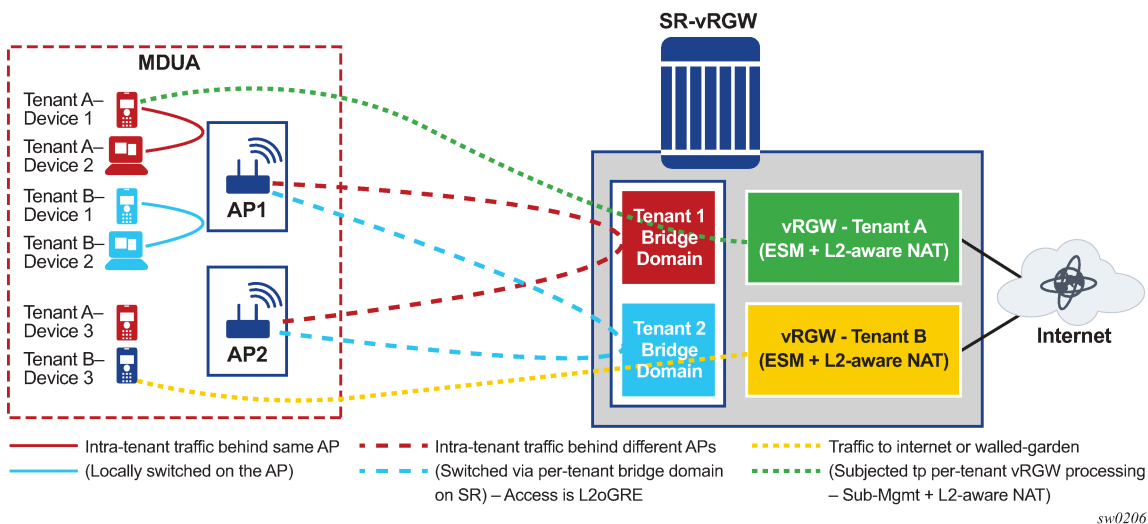 SR-vRGW
MDUA
Tenant A–
Device 1
Tenant A–
Device 2
Tenant B–
Device 1
Tenant B–
Device 2
AP1
Tenant A–
Device 3
Tenant B–
Device 3
AP2
Tenant 1
Bridge
Domain
Tenant 2
Bridge
Domain
vRGW - Tenant A
(ESM + L2-aware NAT)
vRGW - Tenant B
(ESM + L2-aware NAT)
Internet
Intra-tenant traffic behind same AP
(Locally switched on the AP)
Intra-tenant traffic behind different APs
(Switched via per-tenant bridge domain
on SR) – Access is L2oGRE
Traffic to internet or walled-garden
(Subjected tp per-tenant vRGW processing
– Sub-Mgmt + L2-aware NAT)
sw0206